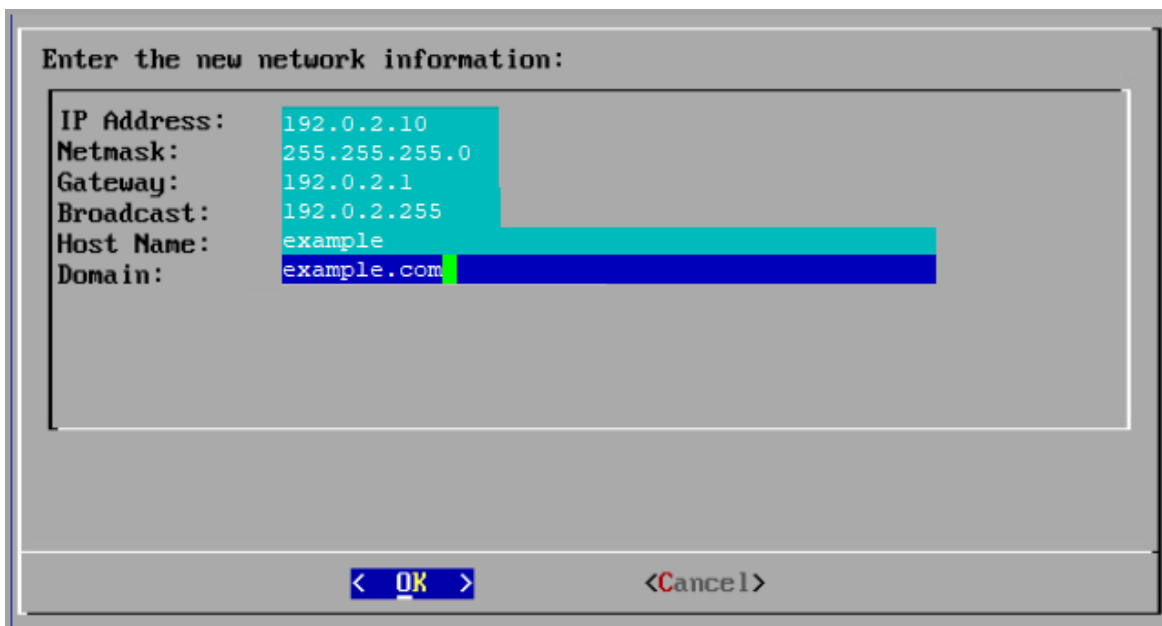 Enter the new network information:
IP Address: 192.0.2.10
Netmask: 255.255.255.0
Gateway: 192.0.2.1
Broadcast: 192.0.2.255
Host Name: example
Domain: example.com
< OK > <Cancel>